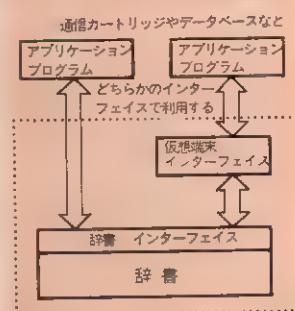 通信カートリッジやデータベースなど
アプリケーション
プログラム
アプリケーション
プログラム
どちらかのインター
フェイスで利用する
仮想端末
インターフェイス
辞書 インターフェイス
辞書